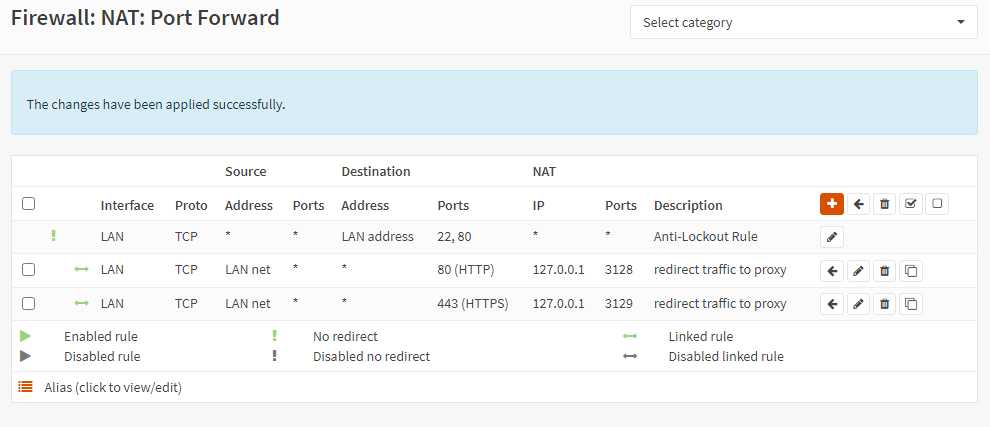 Firewall: NAT: Port Forward
Select category
The changes have been applied successfully.
Source Destination NAT
Interface Proto Address Ports Address Ports IP Ports Description
LAN TCP * * LAN address 22, 80 * * Anti-Lockout Rule
LAN TCP LAN net * * 80 (HTTP) 127.0.0.1 3128 redirect traffic to proxy
LAN TCP LAN net * * 443 (HTTPS) 127.0.0.1 3129 redirect traffic to proxy
Enabled rule ! No redirect Linked rule
Disabled rule ! Disabled no redirect Disabled linked rule
Alias (click to view/edit)